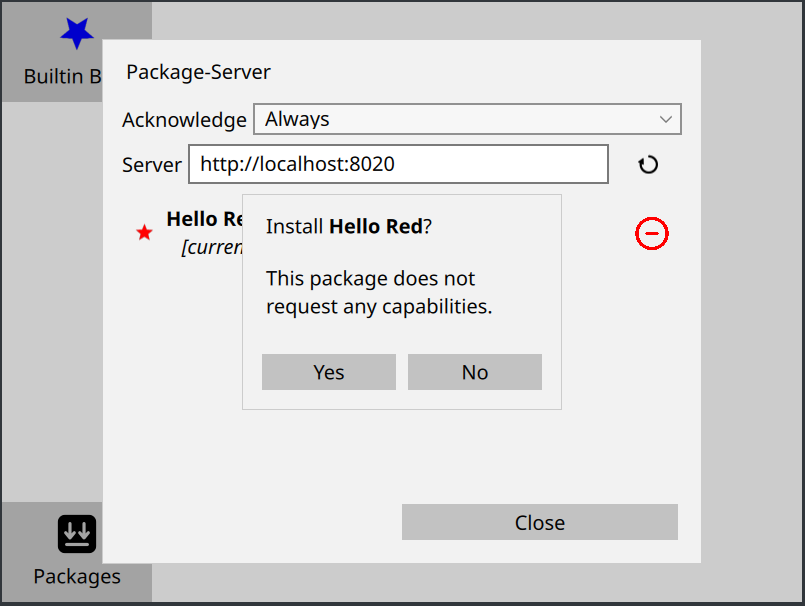 Builtin B
Package-Server
Acknowledge Always
Server http://localhost:8020
Hello Re
[curren
Install Hello Red?
This package does not
request any capabilities.
Yes No
Close
Packages